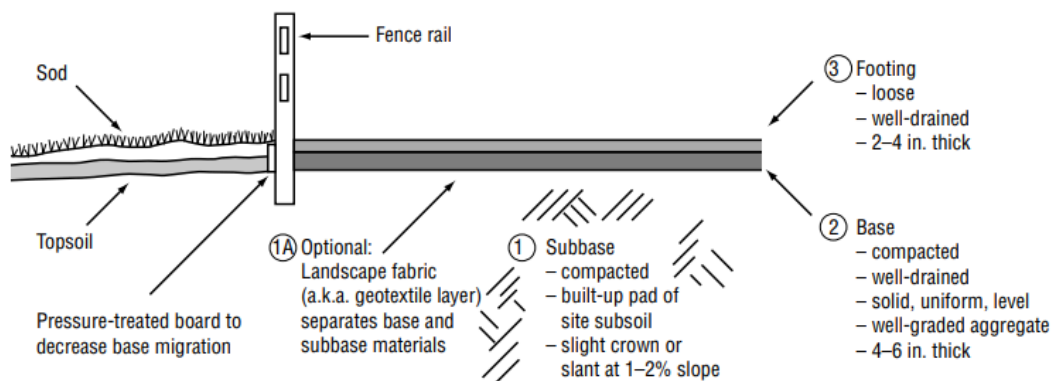 Fence rail
Sod
Topsoil
Pressure-treated board to
decrease base migration
1A Optional:
Landscape fabric
(a.k.a. geotextile layer)
separates base and
subbase materials
1 Subbase
– compacted
– built-up pad of
site subsoil
– slight crown or
slant at 1–2% slope
3 Footing
– loose
– well-drained
– 2–4 in. thick
2 Base
– compacted
– well-drained
– solid, uniform, level
– well-graded aggregate
– 4–6 in. thick